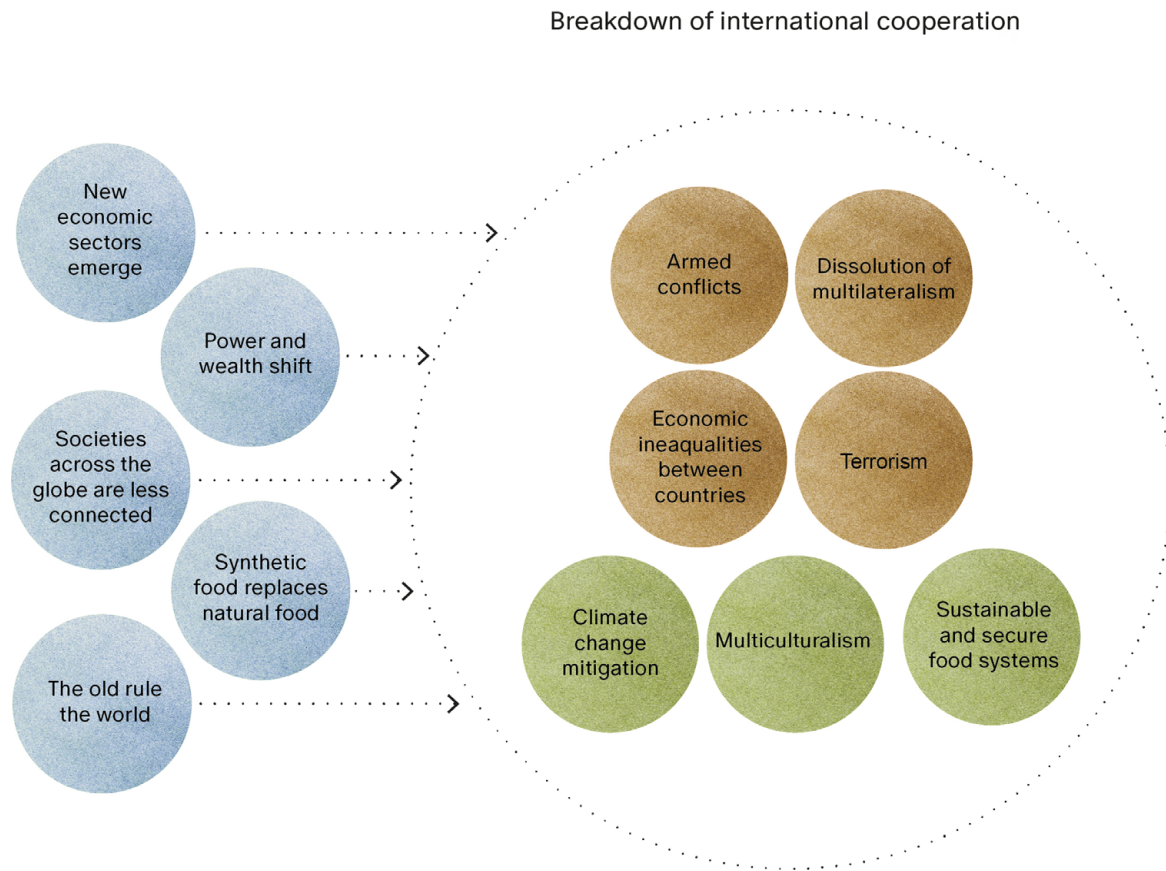 Breakdown of international cooperation
New
economic
sectors
emerge
Power and
wealth shift
Societies
across the
globe are less
connected
Synthetic
food replaces
natural food
The old rule
the world
Armed
conflicts
Dissolution of
multilateralism
Economic
ineaqualities
between
countries
Terrorism
Climate
change
mitigation
Multiculturalism
Sustainable
and secure
food systems